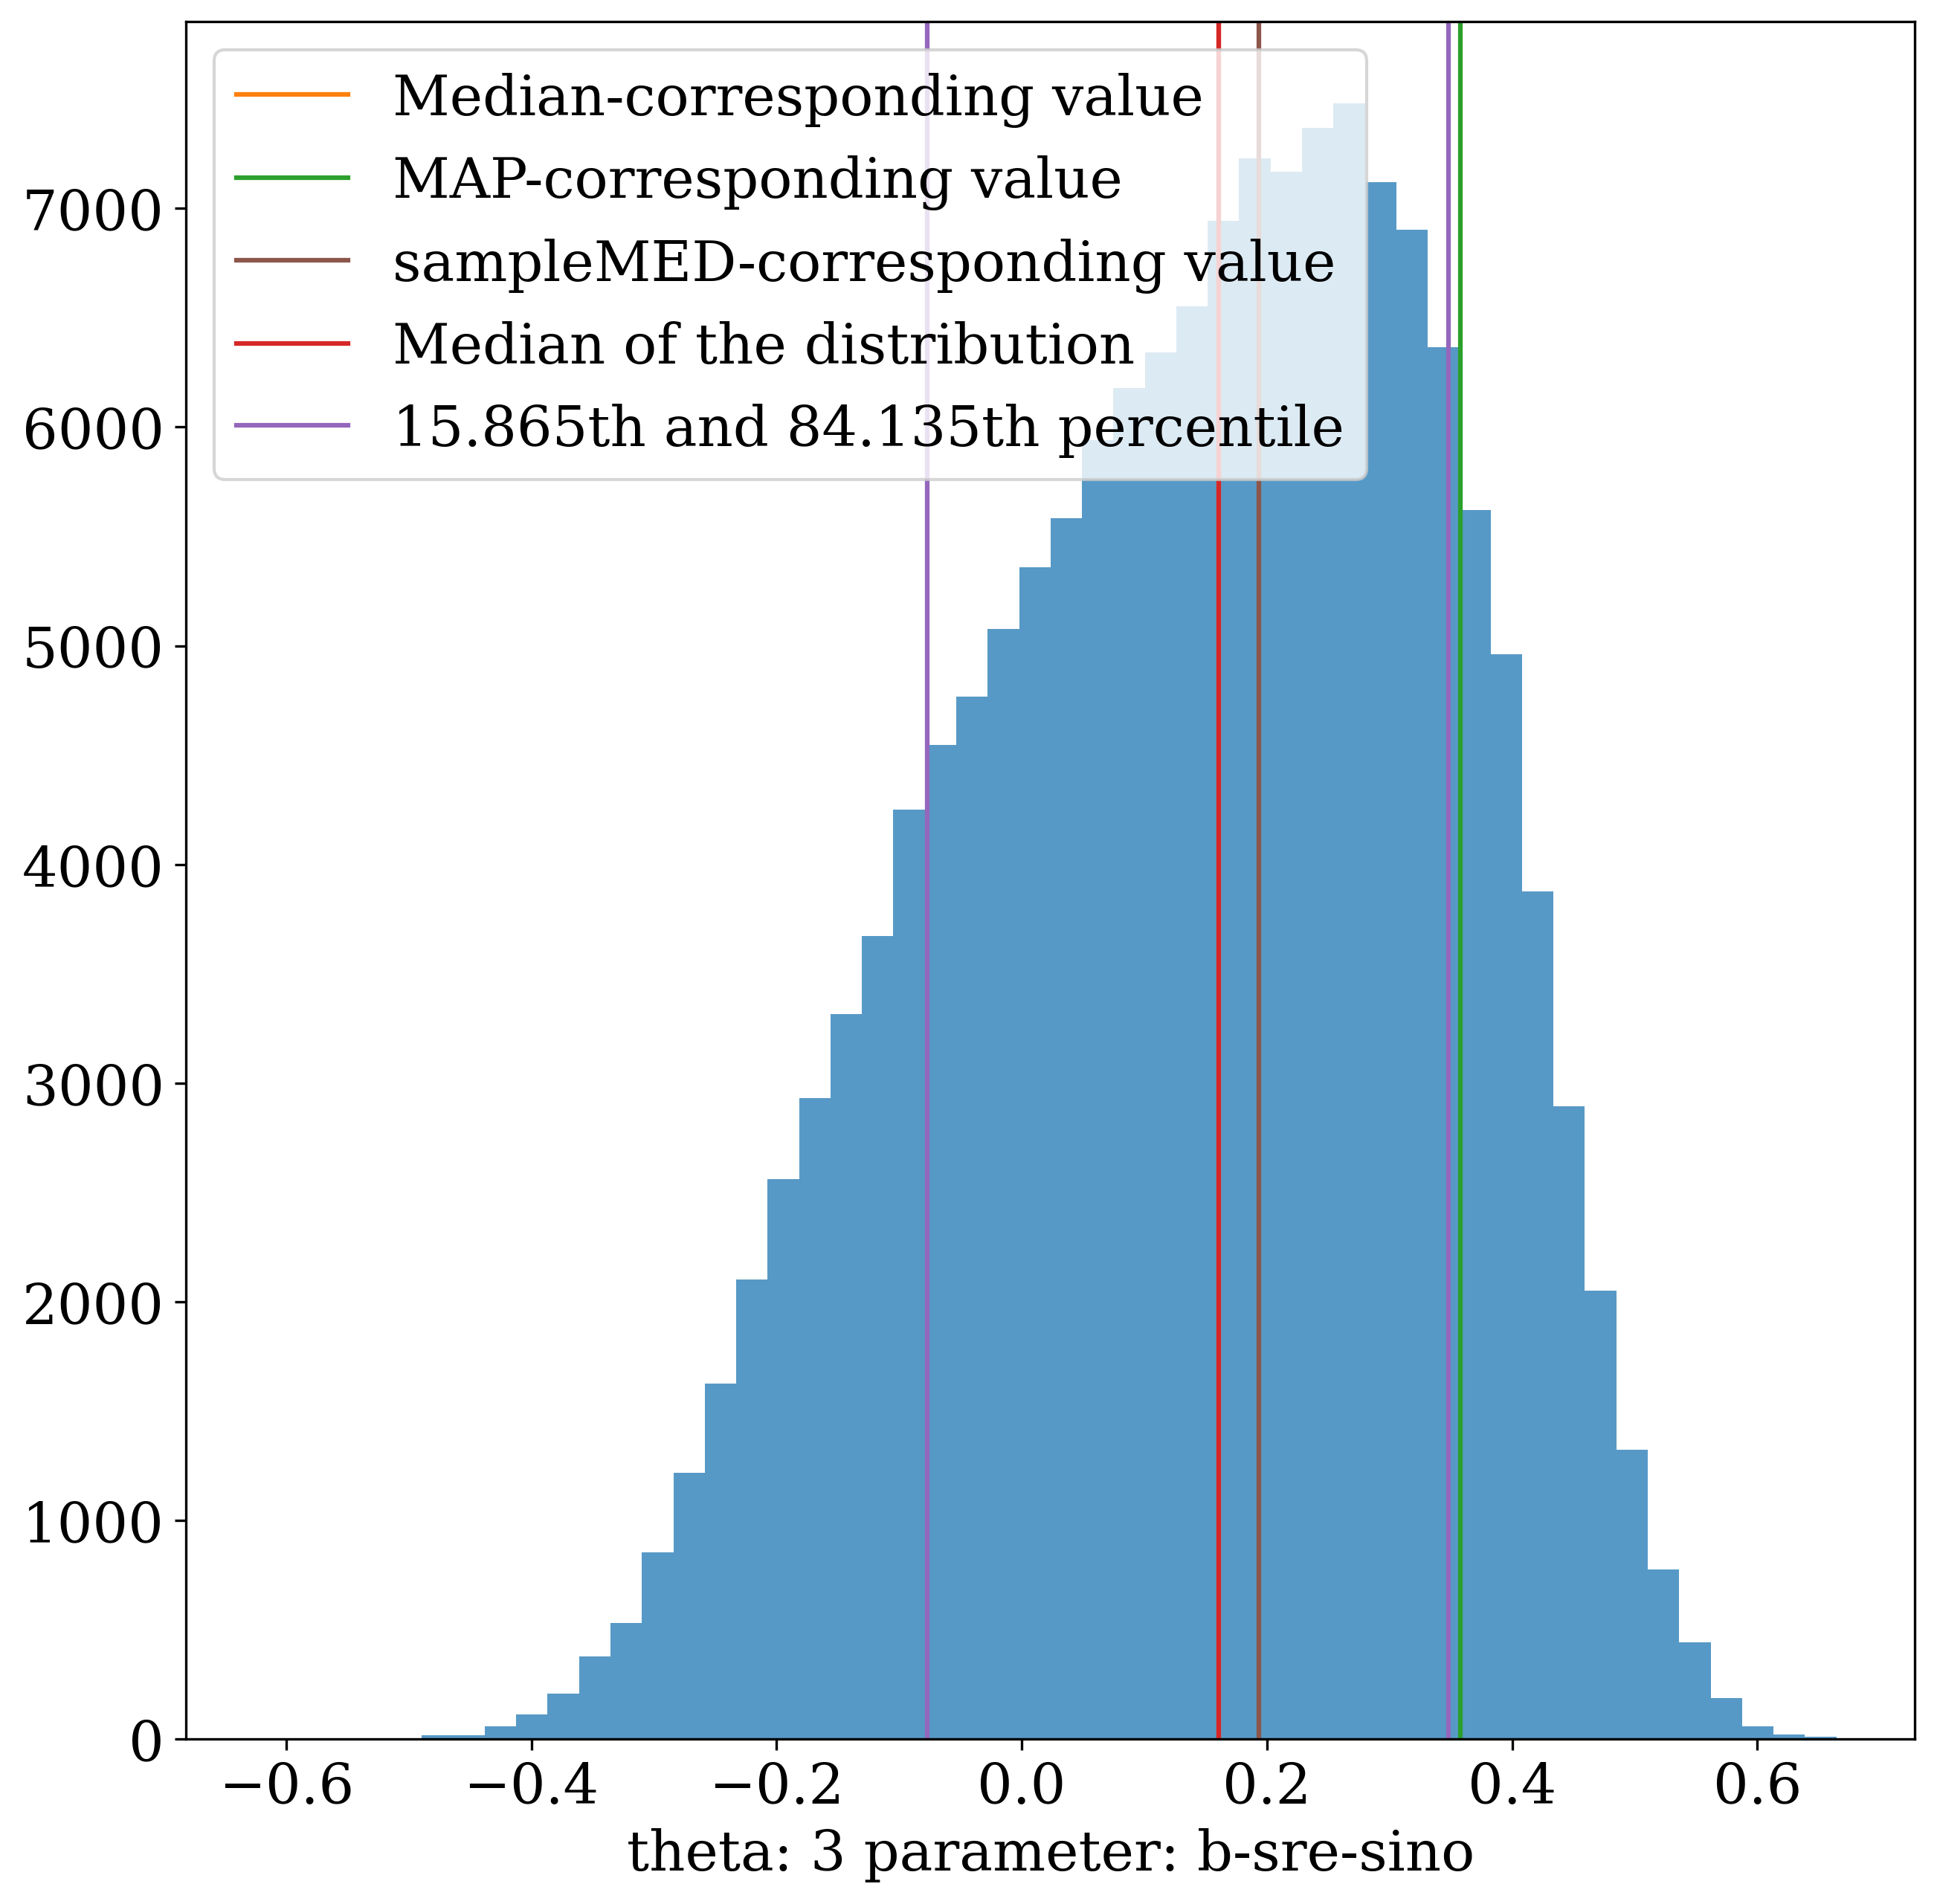 Median-corresponding value
MAP-corresponding value
sampleMED-corresponding value
Median of the distribution
15.865th and 84.135th percentile
7000
6000
5000
4000
3000
2000
1000
0
−0.6 −0.4 −0.2 0.0 0.2 0.4 0.6
theta: 3 parameter: b-sre-sino